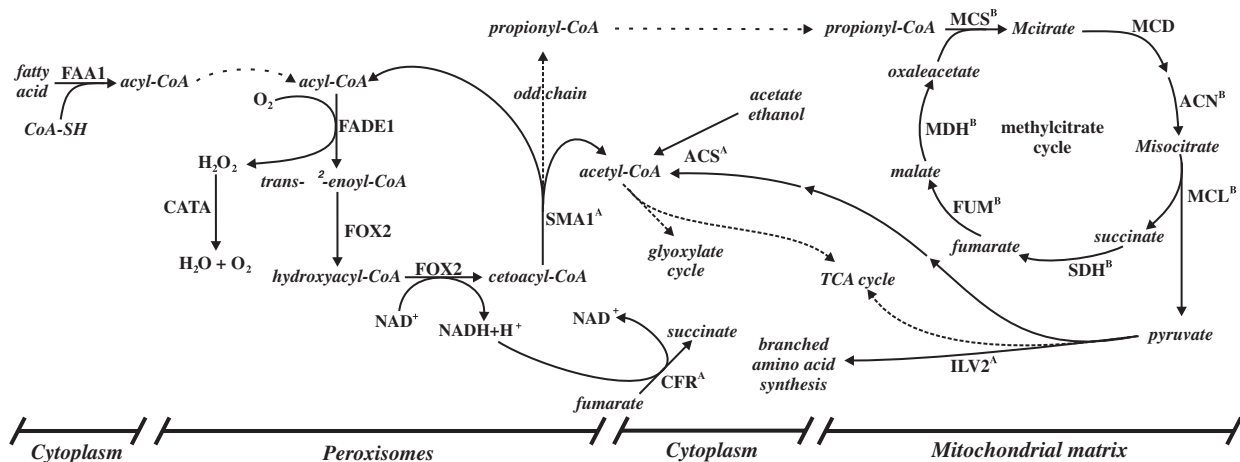 propionyl-CoA
propionyl-CoA
MCS^B
Mcitrate
MCD
fatty
acid
FAA1
acyl-CoA
acyl-CoA
CoA-SH
O2
FADE1
H2O2
trans- 2-enoyl-CoA
CATA
FOX2
H2O + O2
hydroxyacyl-CoA
FOX2
cetoacyl-CoA
NAD+
NADH+H+
odd chain
SMA1^A
acetate
ethanol
acetyl-CoA
ACS^A
glyoxylate
cycle
TCA cycle
NAD+
succinate
CFR^A
fumarate
branched
amino acid
synthesis
ILV2^A
pyruvate
oxaleacetate
ACN^B
MDH^B
methylcitrate
cycle
Misocitrate
malate
MCL^B
FUM^B
succinate
fumarate
SDH^B
Cytoplasm
Peroxisomes
Cytoplasm
Mitochondrial matrix